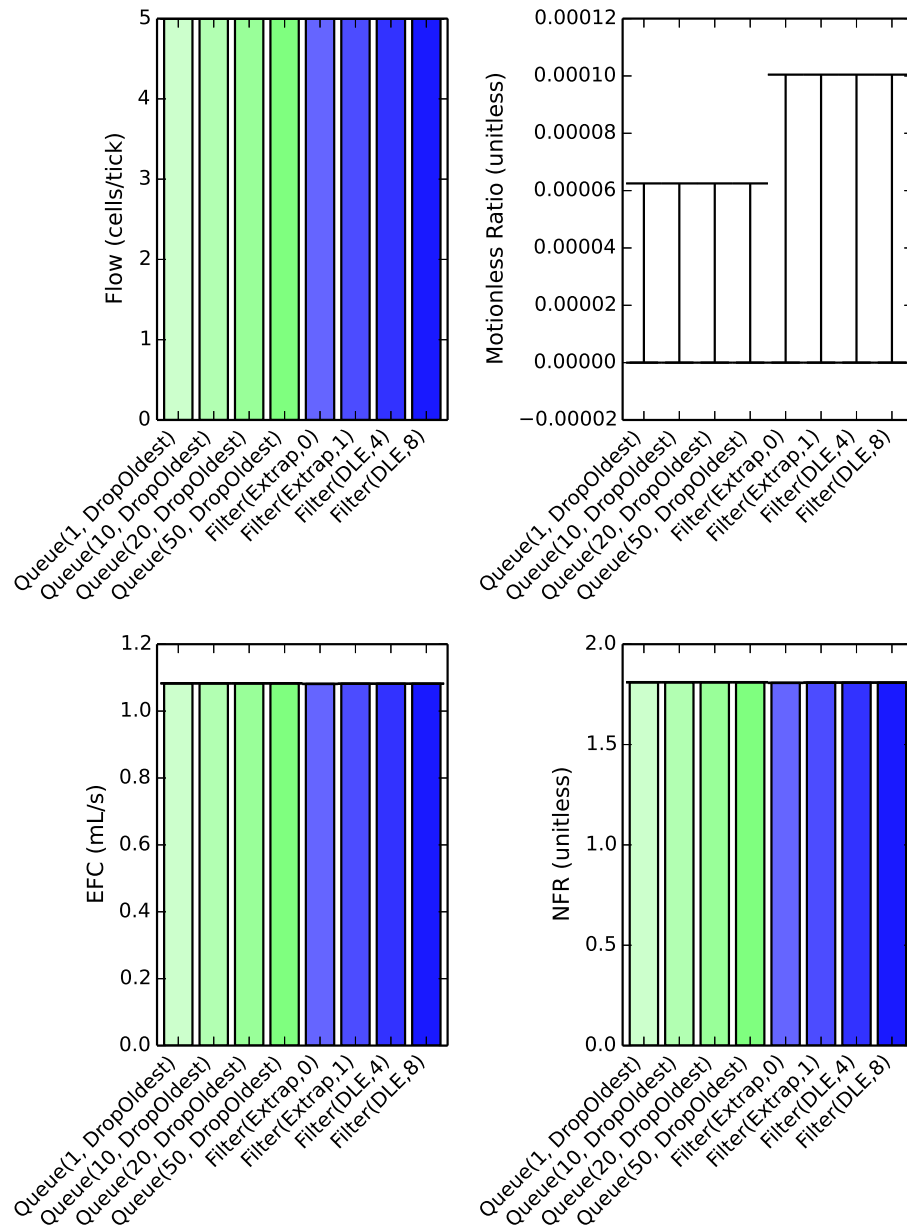 Flow (cells/tick)
5
4
3
2
1
0
Queue(1, DropOldest)
Queue(10, DropOldest)
Queue(20, DropOldest)
Queue(50, DropOldest)
Filter(Extrap,0)
Filter(Extrap,1)
Filter(DLE,4)
Filter(DLE,8)
Motionless Ratio (unitless)
0.00012
0.00010
0.00008
0.00006
0.00004
0.00002
0.00000
−0.00002
Queue(1, DropOldest)
Queue(10, DropOldest)
Queue(20, DropOldest)
Queue(50, DropOldest)
Filter(Extrap,0)
Filter(Extrap,1)
Filter(DLE,4)
Filter(DLE,8)
EFC (mL/s)
1.2
1.0
0.8
0.6
0.4
0.2
0.0
Queue(1, DropOldest)
Queue(10, DropOldest)
Queue(20, DropOldest)
Queue(50, DropOldest)
Filter(Extrap,0)
Filter(Extrap,1)
Filter(DLE,4)
Filter(DLE,8)
NFR (unitless)
2.0
1.5
1.0
0.5
0.0
Queue(1, DropOldest)
Queue(10, DropOldest)
Queue(20, DropOldest)
Queue(50, DropOldest)
Filter(Extrap,0)
Filter(Extrap,1)
Filter(DLE,4)
Filter(DLE,8)